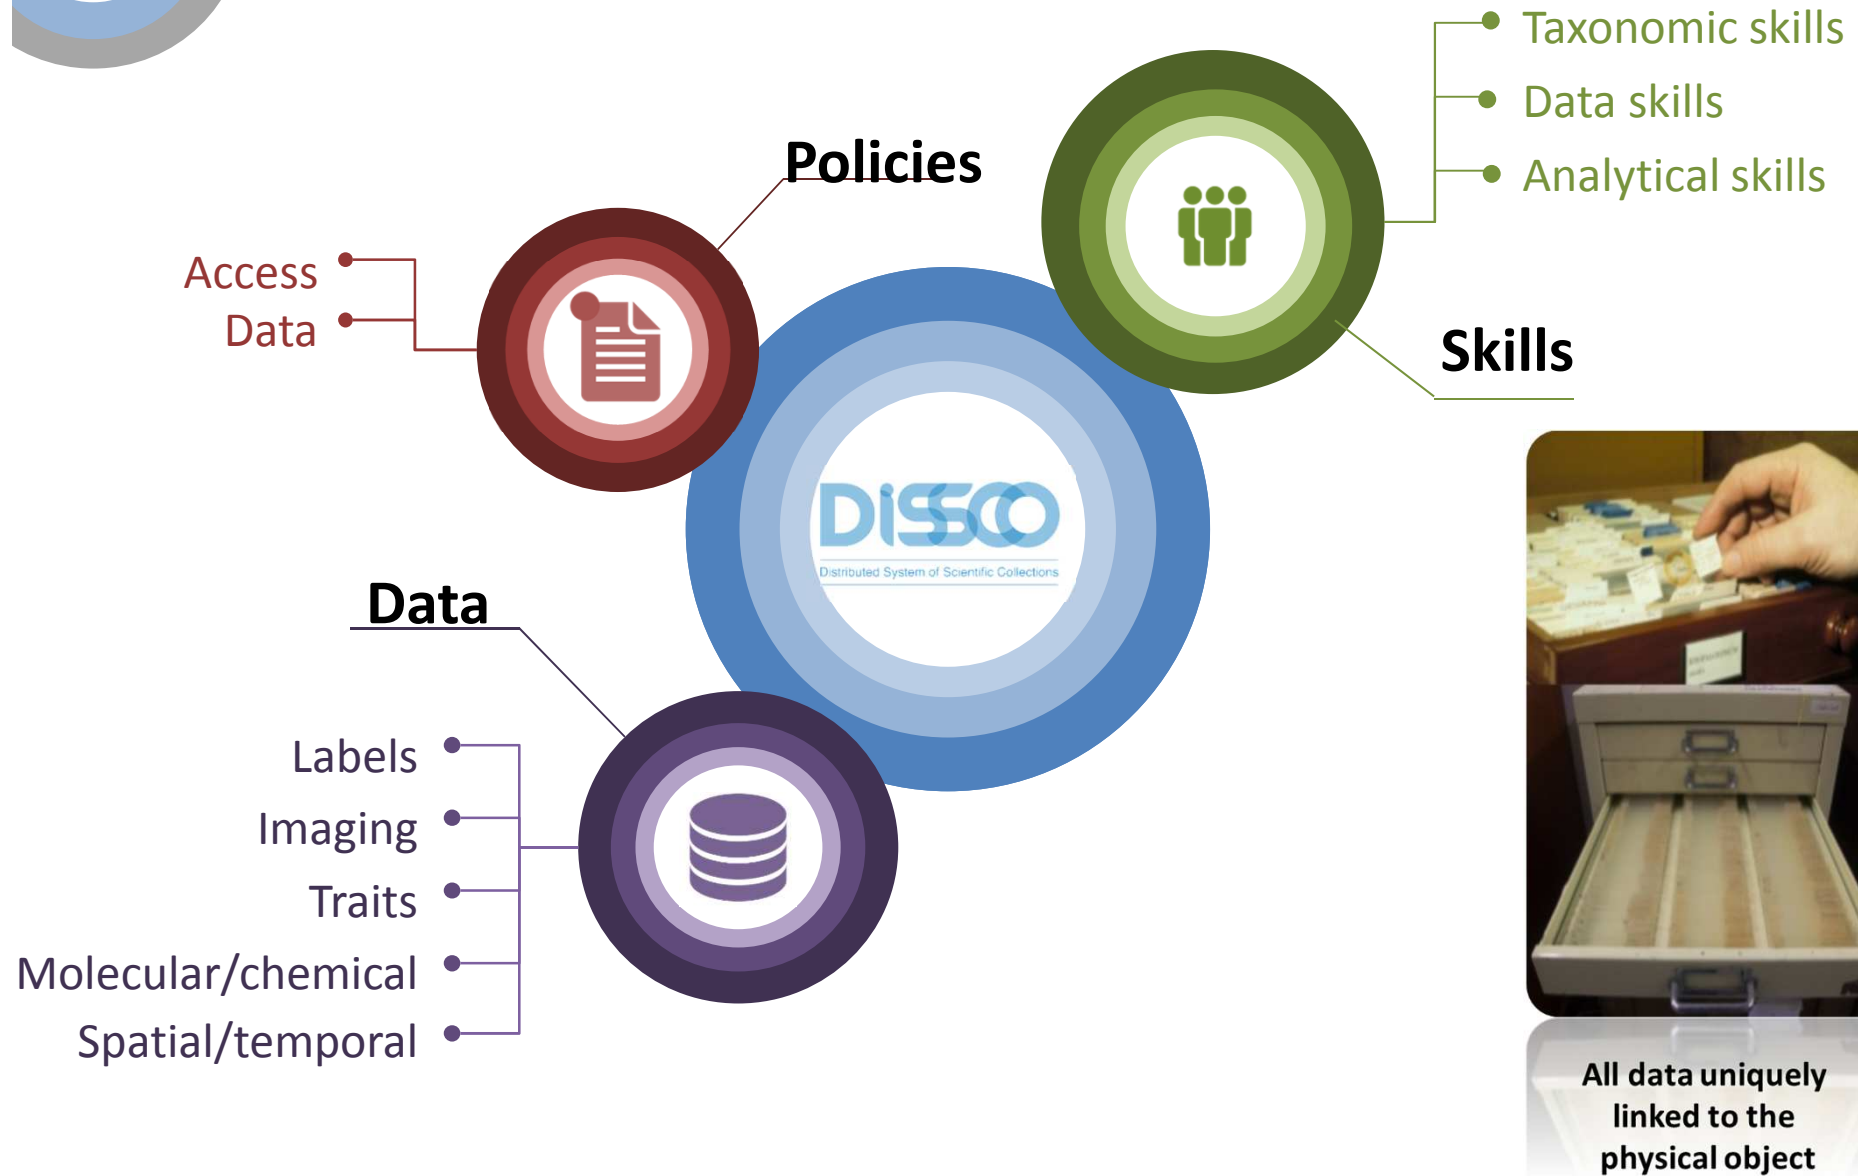 Taxonomic skills
Data skills
Analytical skills
Policies
Access
Data
Skills
DiSSCO
Distributed System of Scientific Collections
Data
Labels
Imaging
Traits
Molecular/chemical
Spatial/temporal
All data uniquely
linked to the
physical object